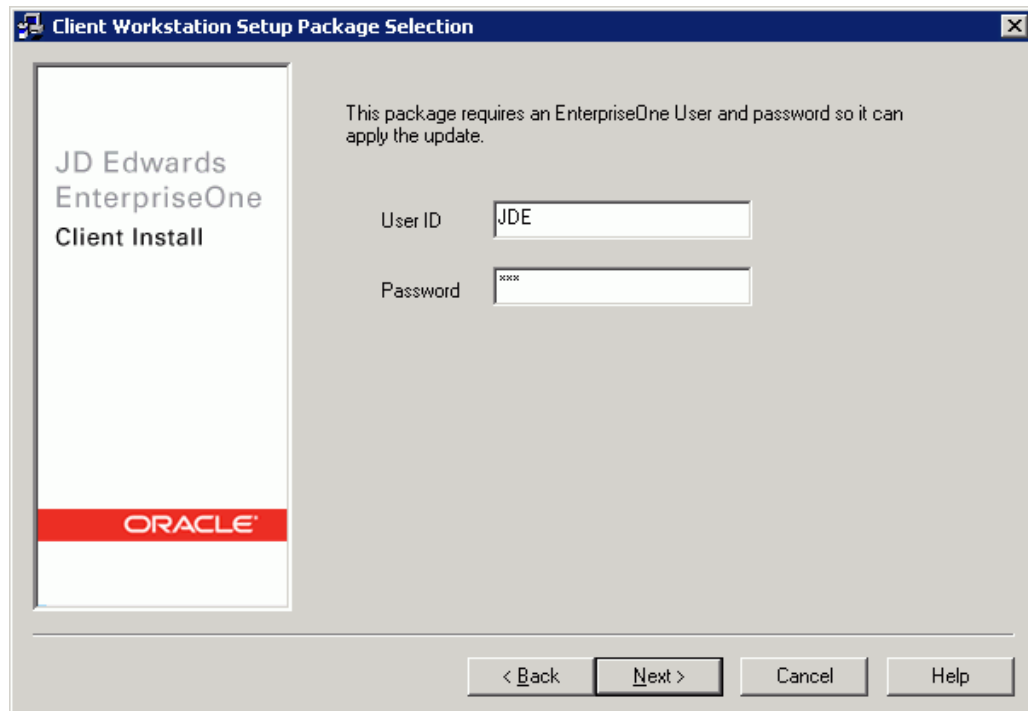 Client Workstation Setup Package Selection
This package requires an EnterpriseOne User and password so it can
apply the update.
JD Edwards
EnterpriseOne
Client Install
User ID
JDE
Password
***
ORACLE
< Back
Next >
Cancel
Help